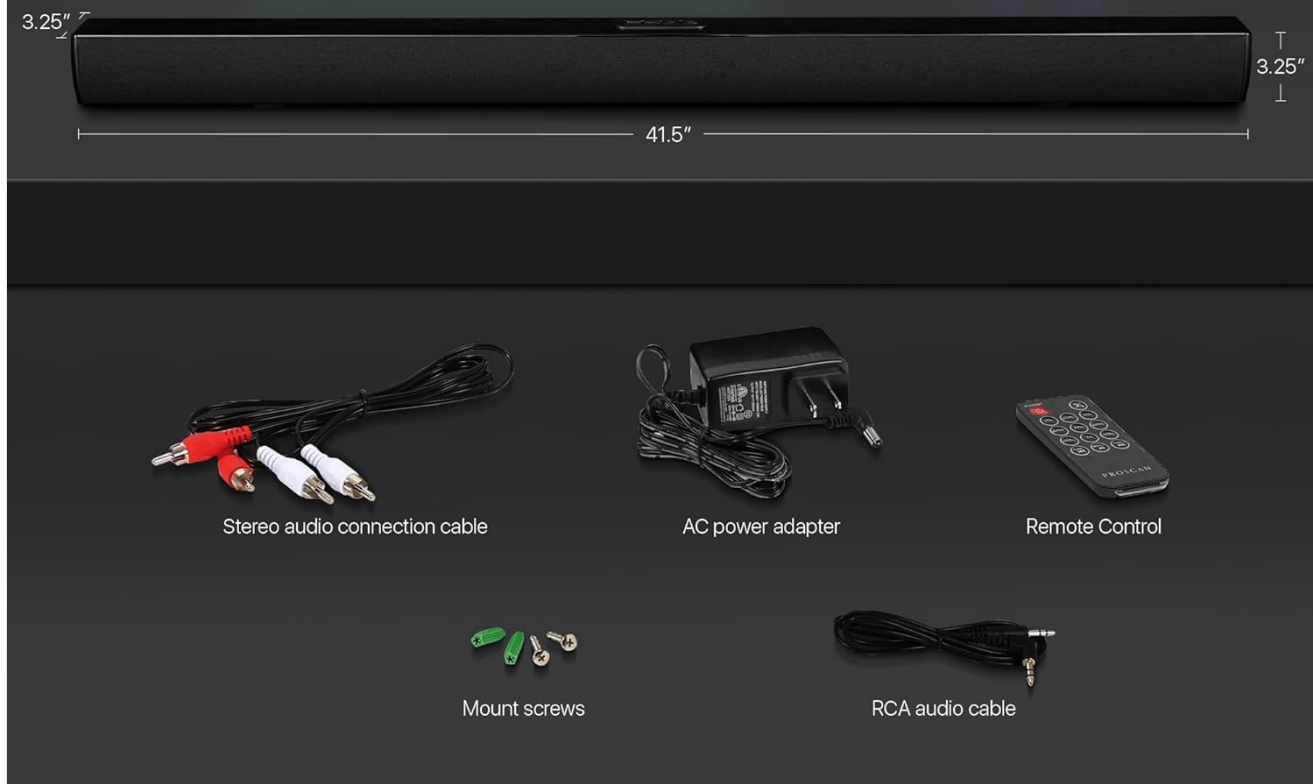 3.25"
3.25"
41.5"
Stereo audio connection cable
AC power adapter
PROSCAN
Remote Control
Mount screws
RCA audio cable